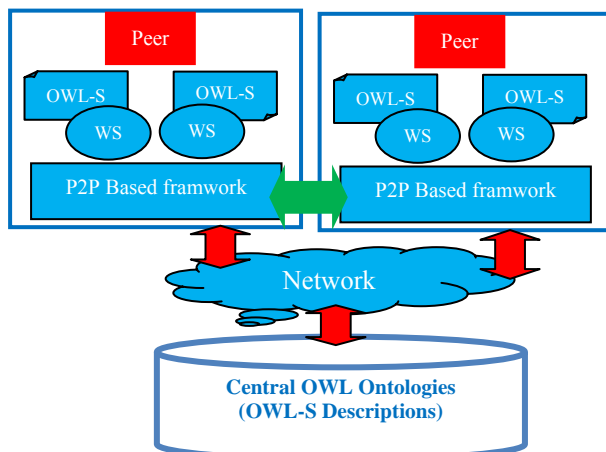 Peer
OWL-S
OWL-S
WS
WS
P2P Based framwork
Peer
OWL-S
OWL-S
WS
WS
P2P Based framwork
Network
Central OWL Ontologies
(OWL-S Descriptions)